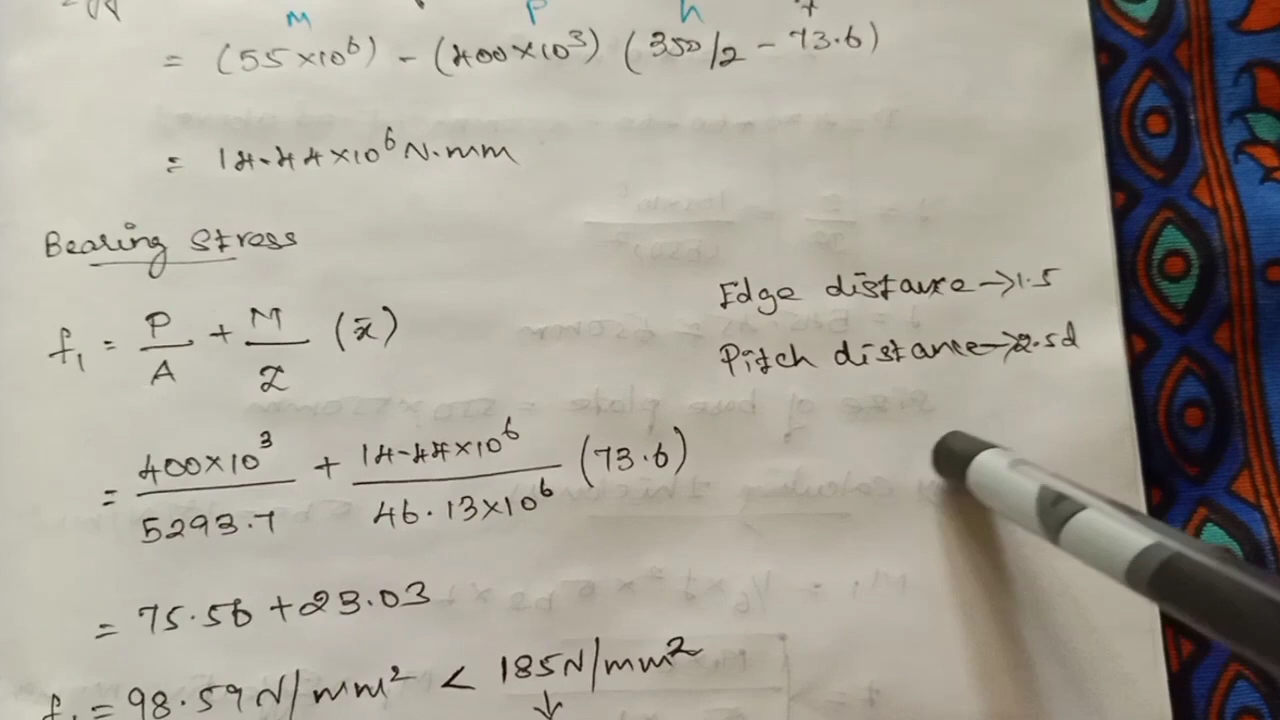 M P h x
= (55×10⁶) - (400×10³) (350/2 - 73.6)
= 14.44×10⁶ N.mm
Bearing Stress
f₁ = P/A + M/Z (x̄)
Edge distance → 1.5
Pitch distance → 2.5d
= 400×10³/5293.7 + 14.44×10⁶/46.13×10⁶ (73.6)
= 75.56 + 23.03
f₁ = 98.59 N/mm² < 185 N/mm²
↓